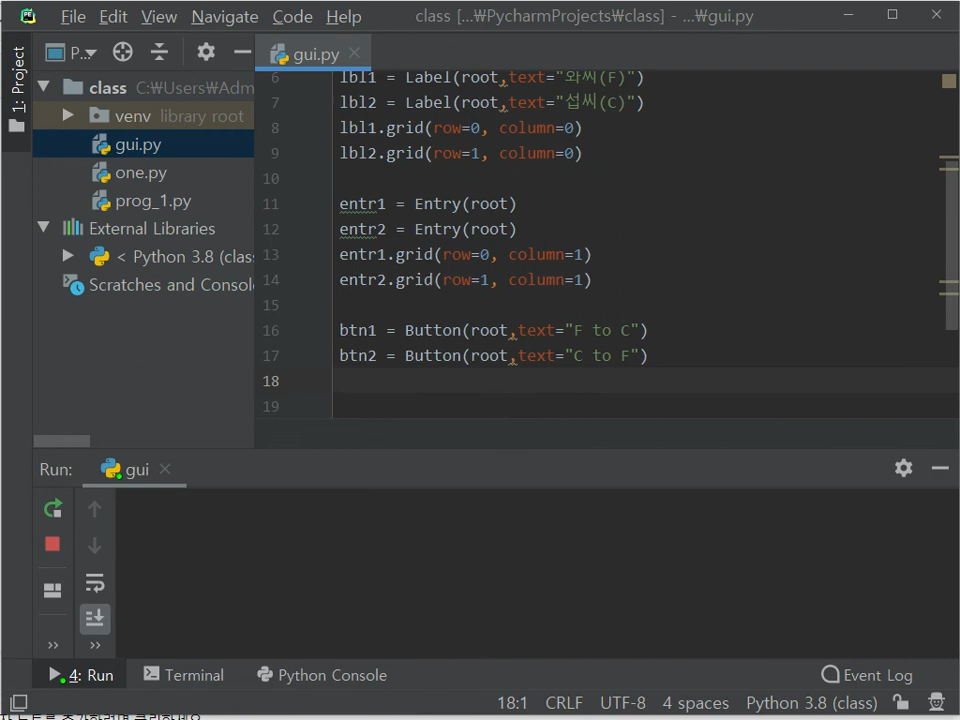 File Edit View Navigate Code Help class [...₩PycharmProjects₩class] - ...₩gui.py
1: Project
P...
gui.py
class C:₩Users₩Adm
venv library root
gui.py
one.py
prog_1.py
External Libraries
< Python 3.8 (clas
Scratches and Consol
6 lbl1 = Label(root,text="와씨(F)")
7 lbl2 = Label(root,text="섭씨(C)")
8 lbl1.grid(row=0, column=0)
9 lbl2.grid(row=1, column=0)
10
11 entr1 = Entry(root)
12 entr2 = Entry(root)
13 entr1.grid(row=0, column=1)
14 entr2.grid(row=1, column=1)
15
16 btn1 = Button(root,text="F to C")
17 btn2 = Button(root,text="C to F")
18
19
Run: gui
4: Run Terminal Python Console Event Log
18:1 CRLF UTF-8 4 spaces Python 3.8 (class)